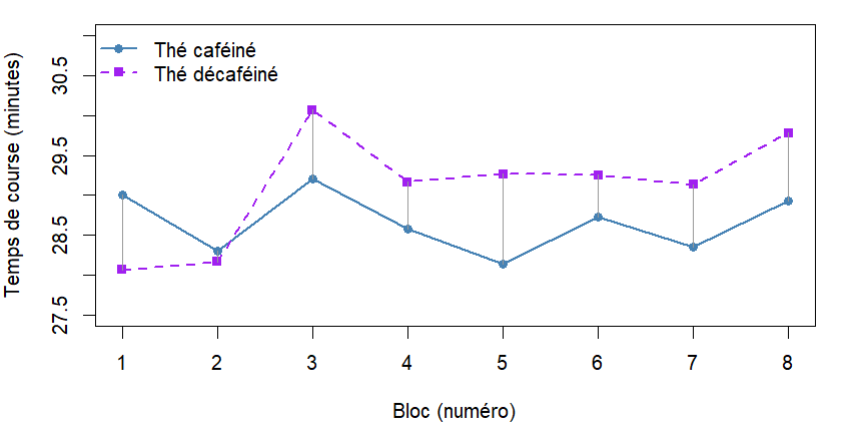 Thé caféiné
Thé décaféiné
Temps de course (minutes)
30.5
29.5
28.5
27.5
1 2 3 4 5 6 7 8
Bloc (numéro)